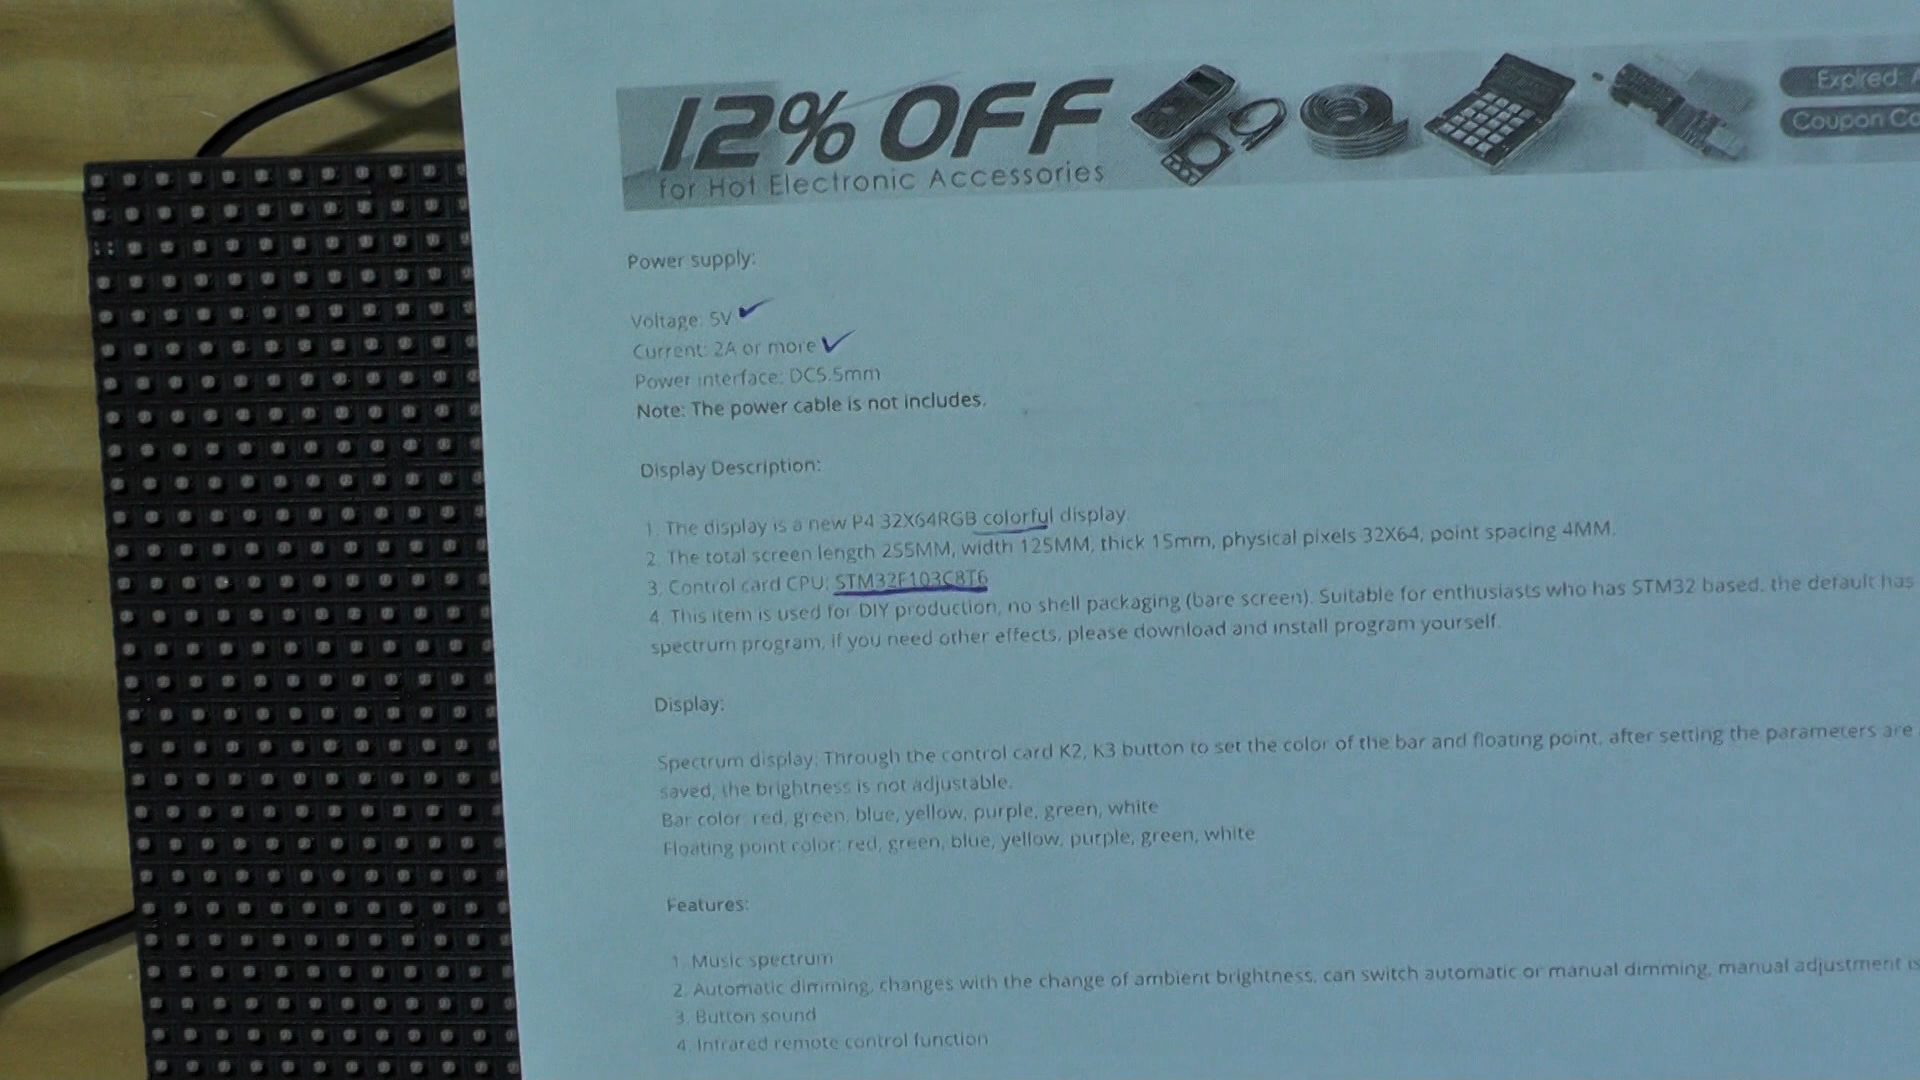 12% OFF
for Hot Electronic Accessories
Expired:
Coupon
Power supply:
Voltage: 5V
Current: 2A or more
Power interface: DC5.5mm
Note: The power cable is not includes.
Display Description:
1. The display is a new P4 32X64RGB colorful display.
2. The total screen length 255MM, width 125MM, thick 15mm, physical pixels 32X64, point spacing 4MM.
3. Control card CPU: STM32F103C8T6
4. This item is used for DIY production, no shell packaging (bare screen). Suitable for enthusiasts who has STM32 based. the default has
spectrum program, if you need other effects, please download and install program yourself.
Display:
Spectrum display: Through the control card K2, K3 button to set the color of the bar and floating point, after setting the parameters are
saved, the brightness is not adjustable.
Bar color: red, green, blue, yellow, purple, green, white
Floating point color: red, green, blue, yellow, purple, green, white
Features:
1. Music spectrum
2. Automatic dimming, changes with the change of ambient brightness, can switch automatic or manual dimming, manual adjustment is
3. Button sound
4. Infrared remote control function